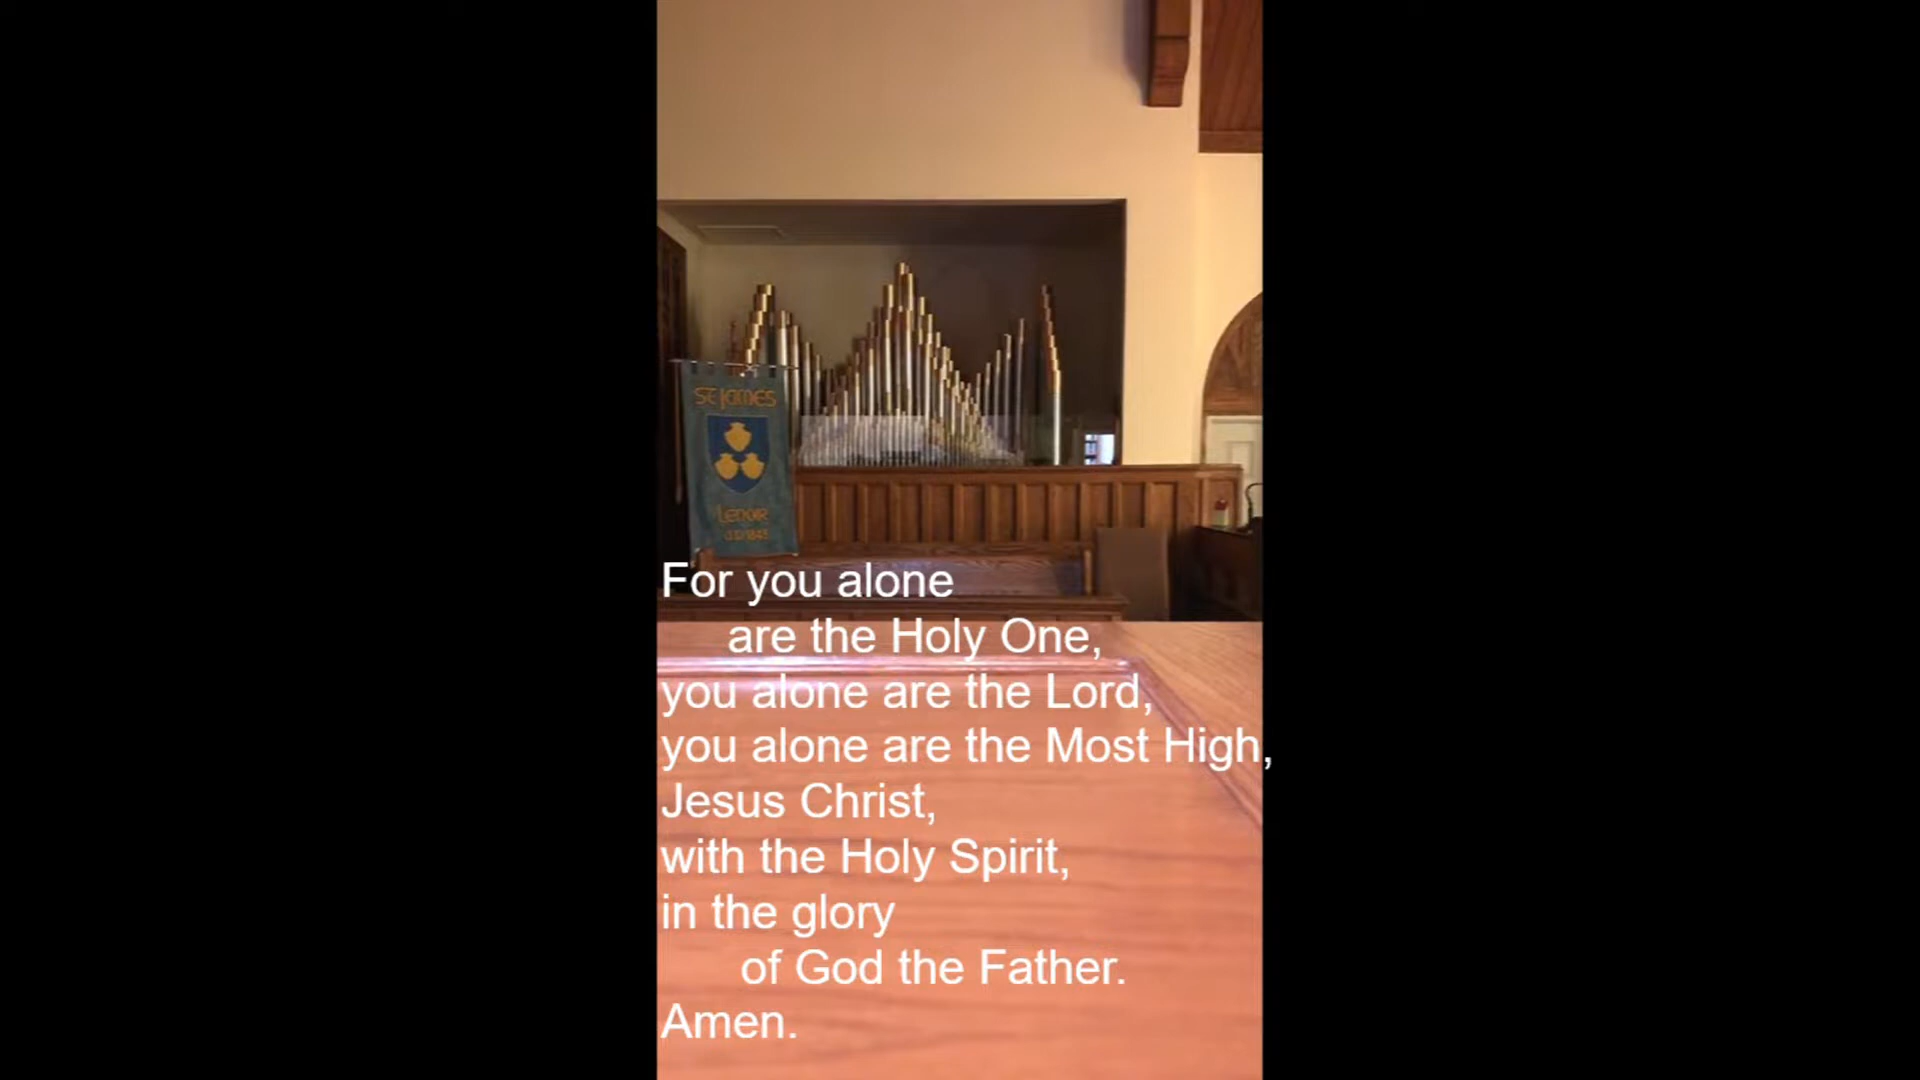 St James
Lenoir
For you alone
are the Holy One,
you alone are the Lord,
you alone are the Most High,
Jesus Christ,
with the Holy Spirit,
in the glory
of God the Father.
Amen.